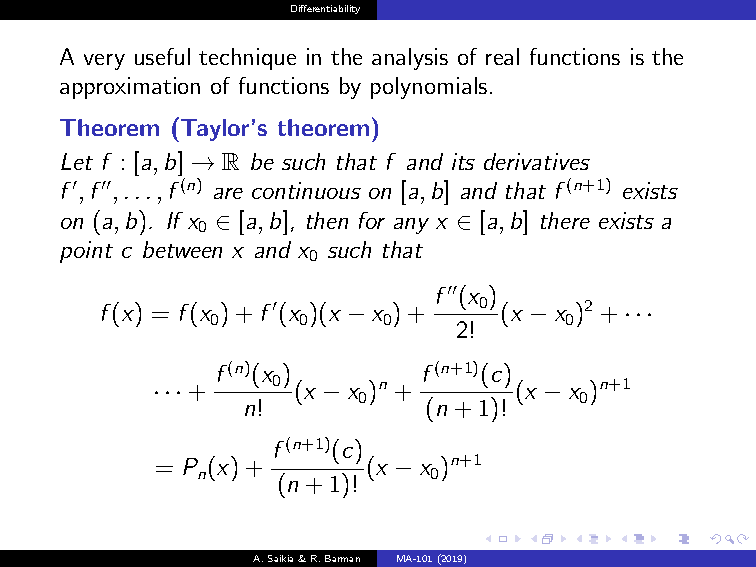 Differentiability
A very useful technique in the analysis of real functions is the
approximation of functions by polynomials.
Theorem (Taylor's theorem)
Let f : [a, b] → ℝ be such that f and its derivatives
f′, f″, . . . , f⁽ⁿ⁾ are continuous on [a, b] and that f⁽ⁿ⁺¹⁾ exists
on (a, b). If x₀ ∈ [a, b], then for any x ∈ [a, b] there exists a
point c between x and x₀ such that
f(x) = f(x₀) + f′(x₀)(x − x₀) + f″(x₀)/2! (x − x₀)² + · · ·
· · · + f⁽ⁿ⁾(x₀)/n! (x − x₀)ⁿ + f⁽ⁿ⁺¹⁾(c)/(n + 1)! (x − x₀)ⁿ⁺¹
= Pₙ(x) + f⁽ⁿ⁺¹⁾(c)/(n + 1)! (x − x₀)ⁿ⁺¹
A. Saikia & R. Barman MA-101 (2019)